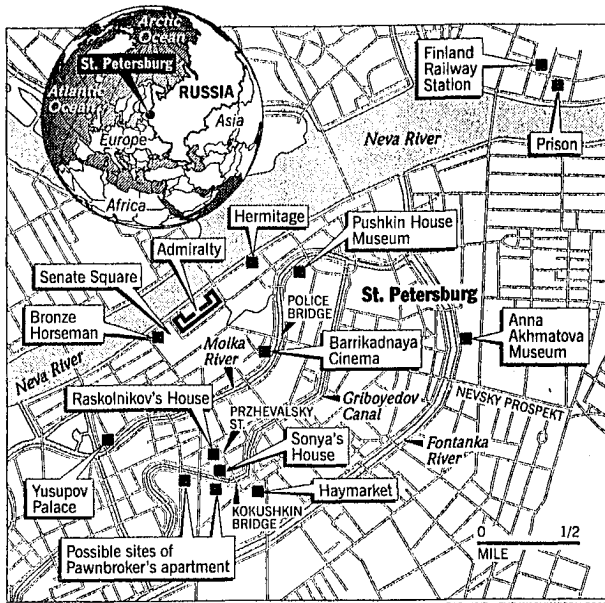 Arctic
Ocean
St. Petersburg
RUSSIA
Atlantic
Ocean
Asia
Europe
Africa
Finland
Railway
Station
Prison
Neva River
Hermitage
Pushkin House
Museum
Admiralty
Senate Square
St. Petersburg
Bronze
Horseman
POLICE
BRIDGE
Anna
Akhmatova
Museum
Molka
River
Barrikadnaya
Cinema
Neva River
Raskolnikov's House
PRZHEVALSKY
ST.
Griboyedov
Canal
NEVSKY PROSPEKT
Sonya's
House
Fontanka
River
Yusupov
Palace
KOKUSHKIN
BRIDGE
Haymarket
Possible sites of
Pawnbroker's apartment
0 1/2
MILE